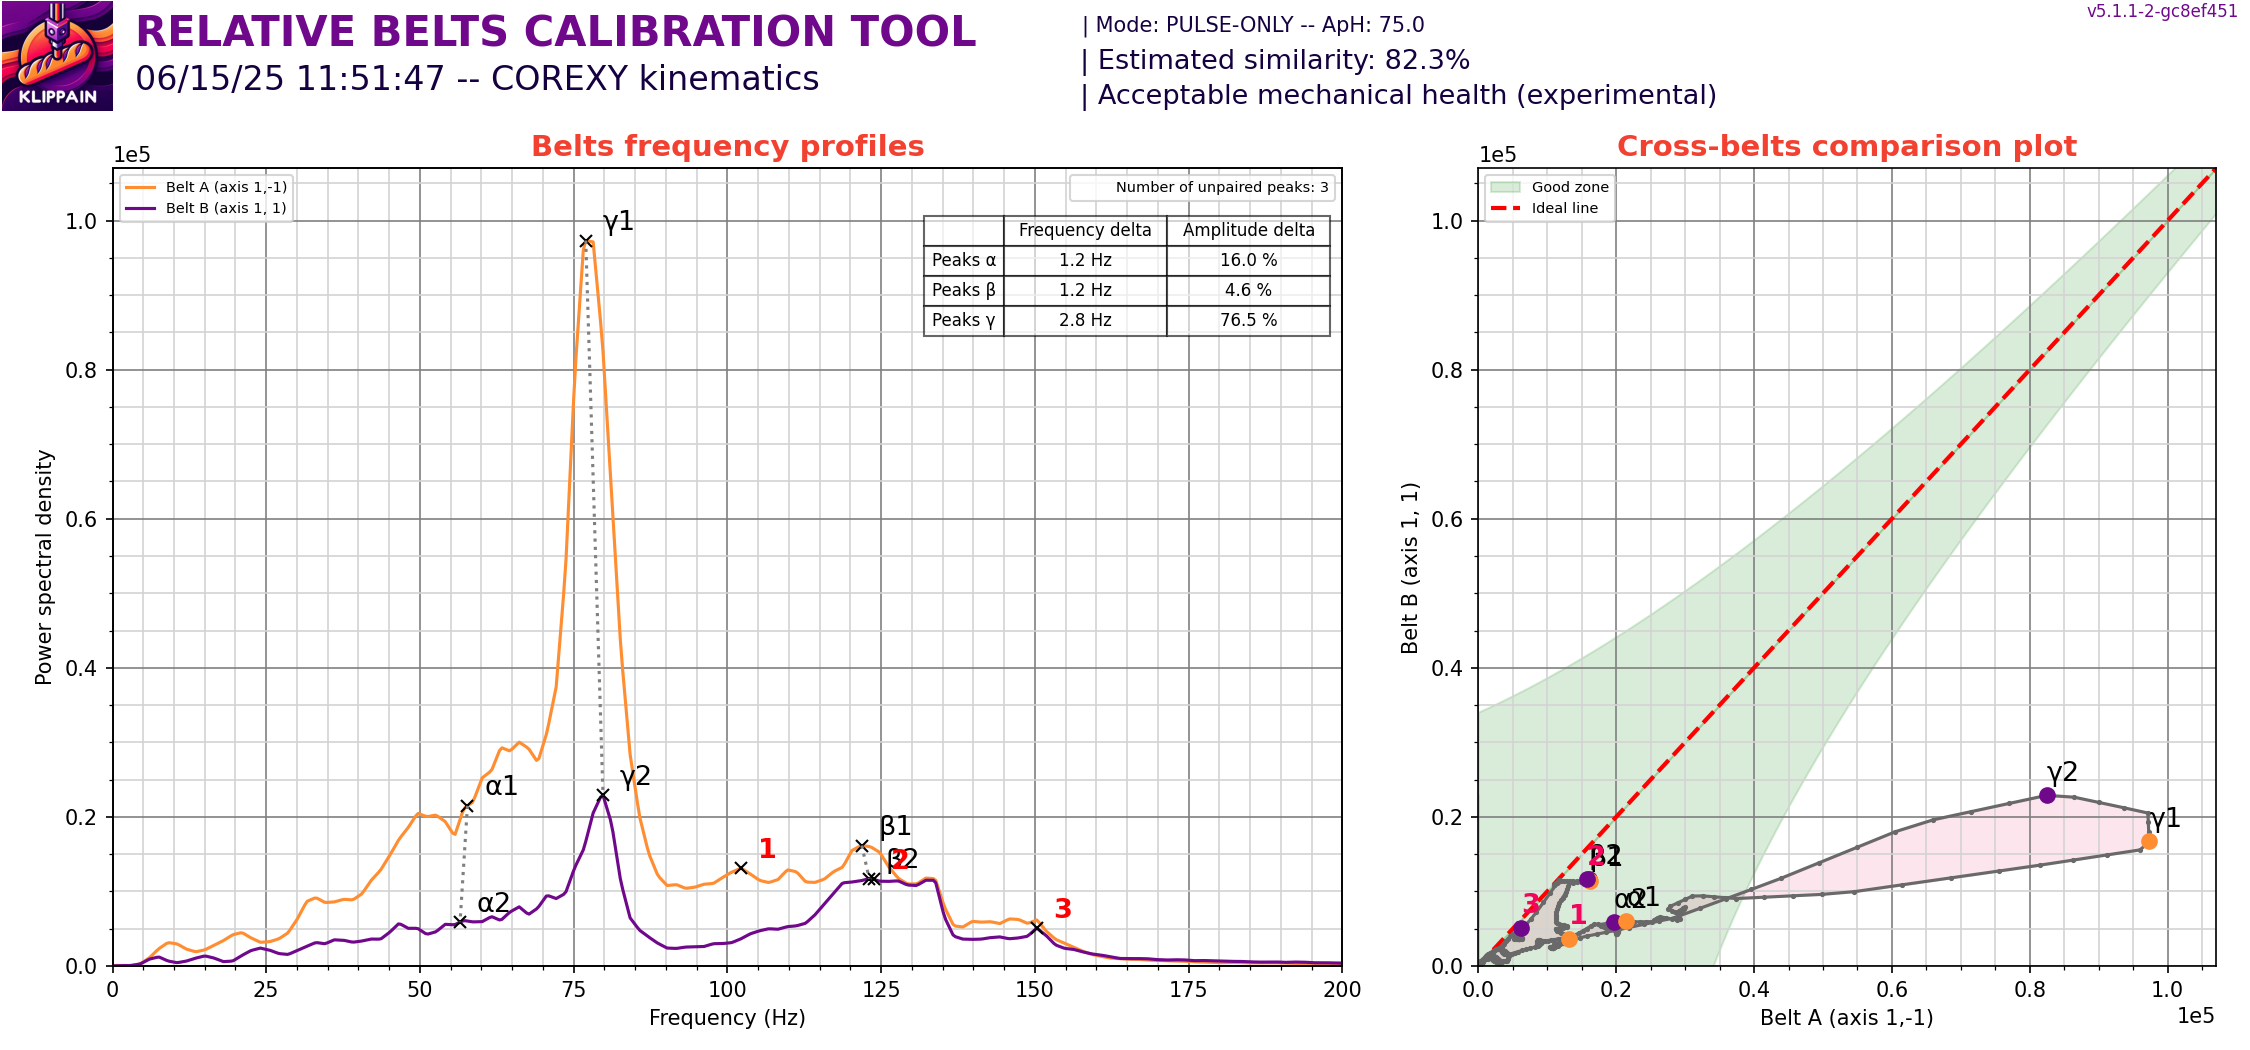 KLIPPAIN
RELATIVE BELTS CALIBRATION TOOL
06/15/25 11:51:47 -- COREXY kinematics
| Mode: PULSE-ONLY -- ApH: 75.0
| Estimated similarity: 82.3%
| Acceptable mechanical health (experimental)
v5.1.1-2-gc8ef451
Belts frequency profiles
1e5
Belt A (axis 1,-1)
Belt B (axis 1, 1)
Number of unpaired peaks: 3
Frequency delta Amplitude delta
Peaks α 1.2 Hz 16.0 %
Peaks β 1.2 Hz 4.6 %
Peaks γ 2.8 Hz 76.5 %
γ1
γ2
α1
α2
β1
β2
1
2
3
Power spectral density
1.0
0.8
0.6
0.4
0.2
0.0
0 25 50 75 100 125 150 175 200
Frequency (Hz)
Cross-belts comparison plot
1e5
Good zone
Ideal line
γ2
γ1
β2
2
α2
α1
3
1
Belt B (axis 1, 1)
1.0
0.8
0.6
0.4
0.2
0.0
0.0 0.2 0.4 0.6 0.8 1.0
Belt A (axis 1,-1)
1e5